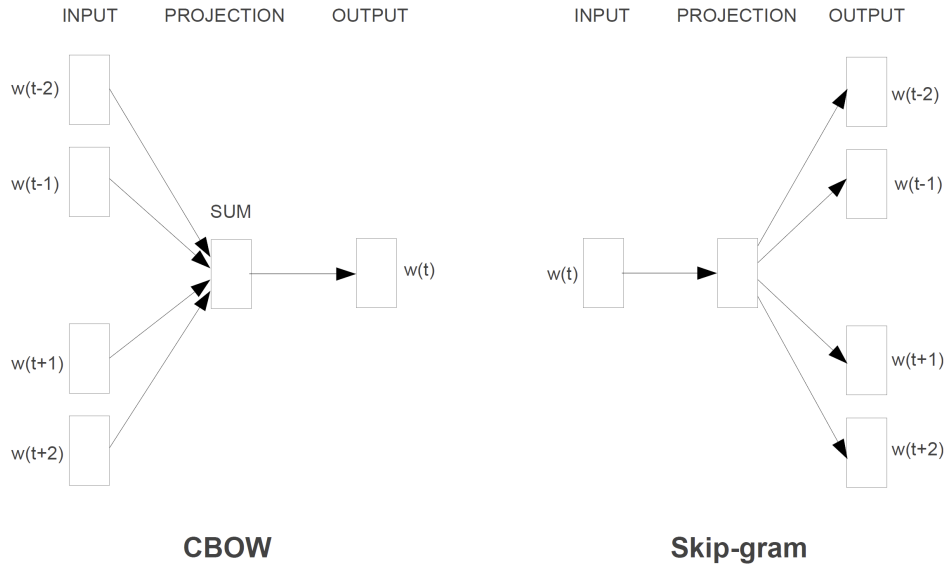 INPUT PROJECTION OUTPUT
w(t-2)
w(t-1)
SUM
w(t)
w(t+1)
w(t+2)
CBOW
INPUT PROJECTION OUTPUT
w(t-2)
w(t-1)
w(t)
w(t+1)
w(t+2)
Skip-gram